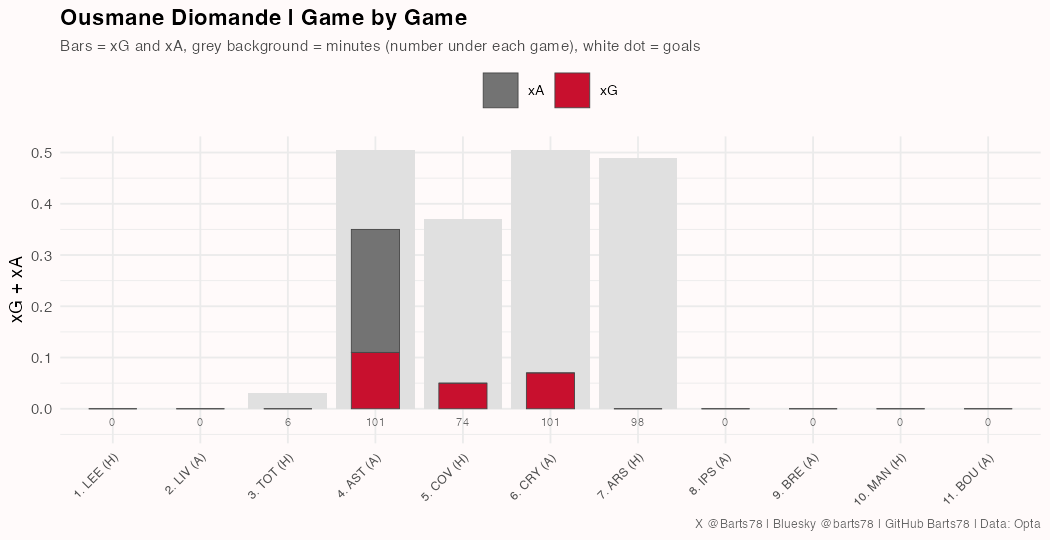 Ousmane Diomande | Game by Game
Bars = xG and xA, grey background = minutes (number under each game), white dot = goals
xA xG
xG + xA
0.5
0.4
0.3
0.2
0.1
0.0
0 0 6 101 74 101 98 0 0 0 0
1. LEE (H) 2. LIV (A) 3. TOT (H) 4. AST (A) 5. COV (H) 6. CRY (A) 7. ARS (H) 8. IPS (A) 9. BRE (A) 10. MAN (H) 11. BOU (A)
X @Barts78 | Bluesky @barts78 | GitHub Barts78 | Data: Opta